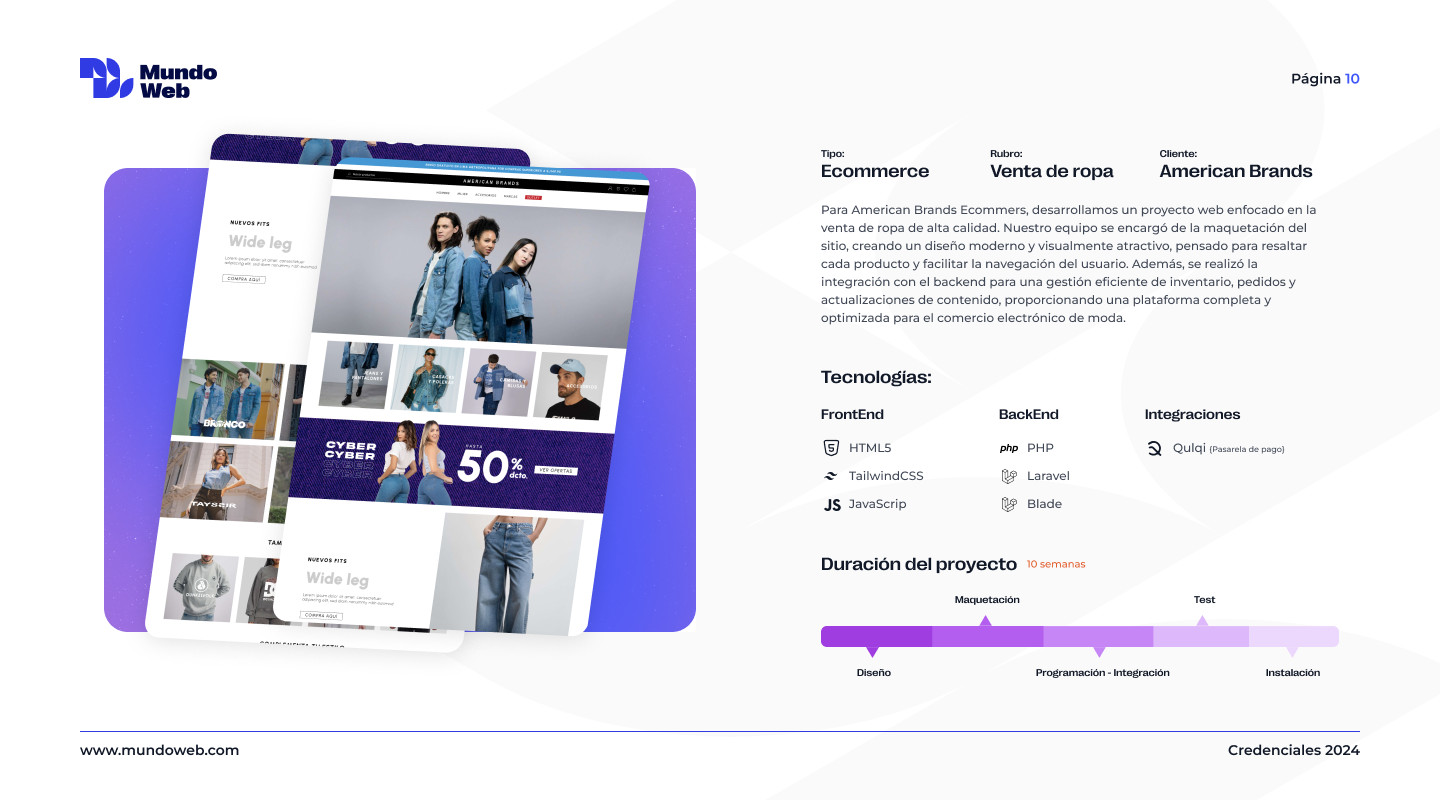 Mundo
Web
Página 10
AMERICAN BRANDS
NUEVOS FITS
Wide leg
COMPRA AQUÍ
JEANS Y
PANTALONES
CASACAS
Y POLERAS
CAMISAS Y
BLUSAS
ACCESORIOS
BRONCO
TAYSSIR
CYBER
CYBER
CYBER
CYBER
HASTA
50%
dcto.
VER OFERTAS
NUEVOS FITS
Wide leg
COMPRA AQUÍ
Tipo:
Ecommerce
Rubro:
Venta de ropa
Cliente:
American Brands
Para American Brands Ecommers, desarrollamos un proyecto web enfocado en la
venta de ropa de alta calidad. Nuestro equipo se encargó de la maquetación del
sitio, creando un diseño moderno y visualmente atractivo, pensado para resaltar
cada producto y facilitar la navegación del usuario. Además, se realizó la
integración con el backend para una gestión eficiente de inventario, pedidos y
actualizaciones de contenido, proporcionando una plataforma completa y
optimizada para el comercio electrónico de moda.
Tecnologías:
FrontEnd
HTML5
TailwindCSS
JS JavaScrip
BackEnd
php PHP
Laravel
Blade
Integraciones
Qulqi (Pasarela de pago)
Duración del proyecto 10 semanas
Maquetación
Test
Diseño
Programación - Integración
Instalación
www.mundoweb.com
Credenciales 2024